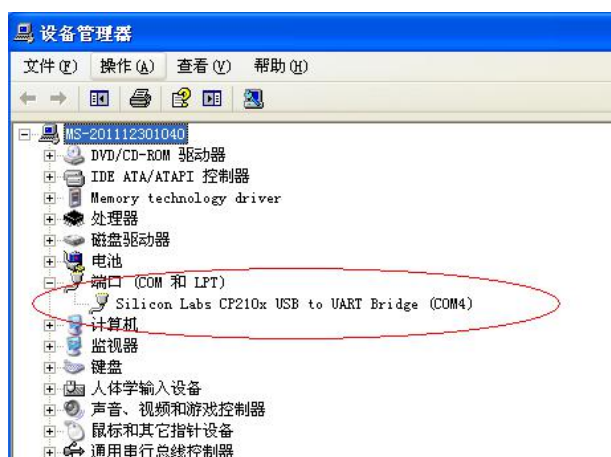 设备管理器
文件(F) 操作(A) 查看(V) 帮助(H)
MS-201112301040
DVD/CD-ROM 驱动器
IDE ATA/ATAPI 控制器
Memory technology driver
处理器
磁盘驱动器
电池
端口 (COM 和 LPT)
Silicon Labs CP210x USB to UART Bridge (COM4)
计算机
监视器
键盘
人体学输入设备
声音、视频和游戏控制器
鼠标和其它指针设备
通用串行总线控制器